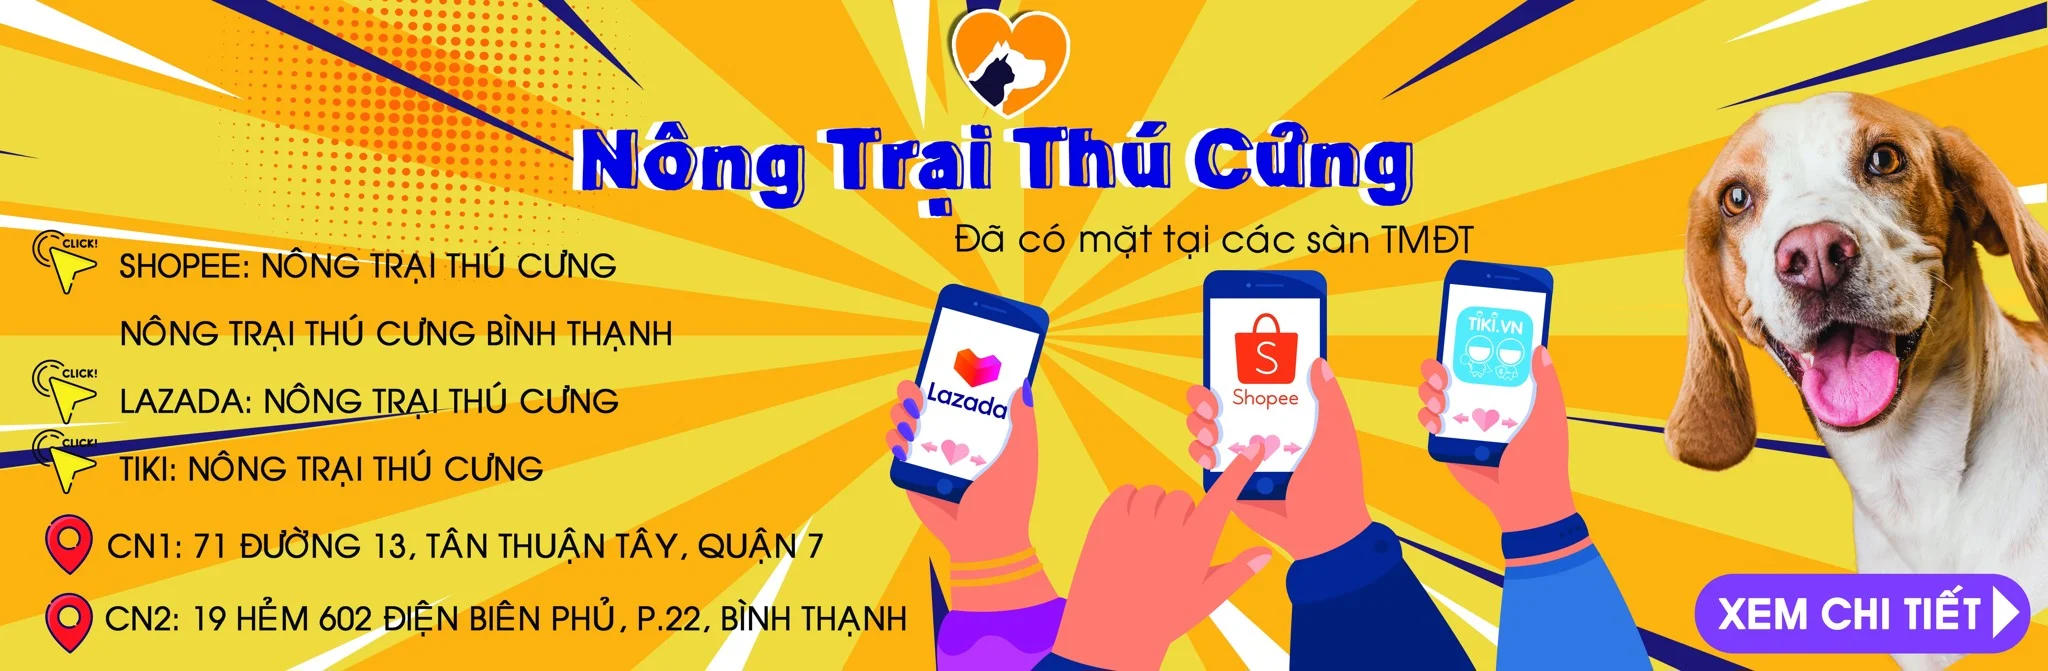 Nông Trại Thú Cưng
Đã có mặt tại các sàn TMĐT
CLICK!
SHOPEE: NÔNG TRẠI THÚ CƯNG
NÔNG TRẠI THÚ CƯNG BÌNH THẠNH
CLICK!
LAZADA: NÔNG TRẠI THÚ CƯNG
CLICK!
TIKI: NÔNG TRẠI THÚ CƯNG
CN1: 71 ĐƯỜNG 13, TÂN THUẬN TÂY, QUẬN 7
CN2: 19 HẺM 602 ĐIỆN BIÊN PHỦ, P.22, BÌNH THẠNH
Lazada
S
Shopee
TIKI.VN
XEM CHI TIẾT